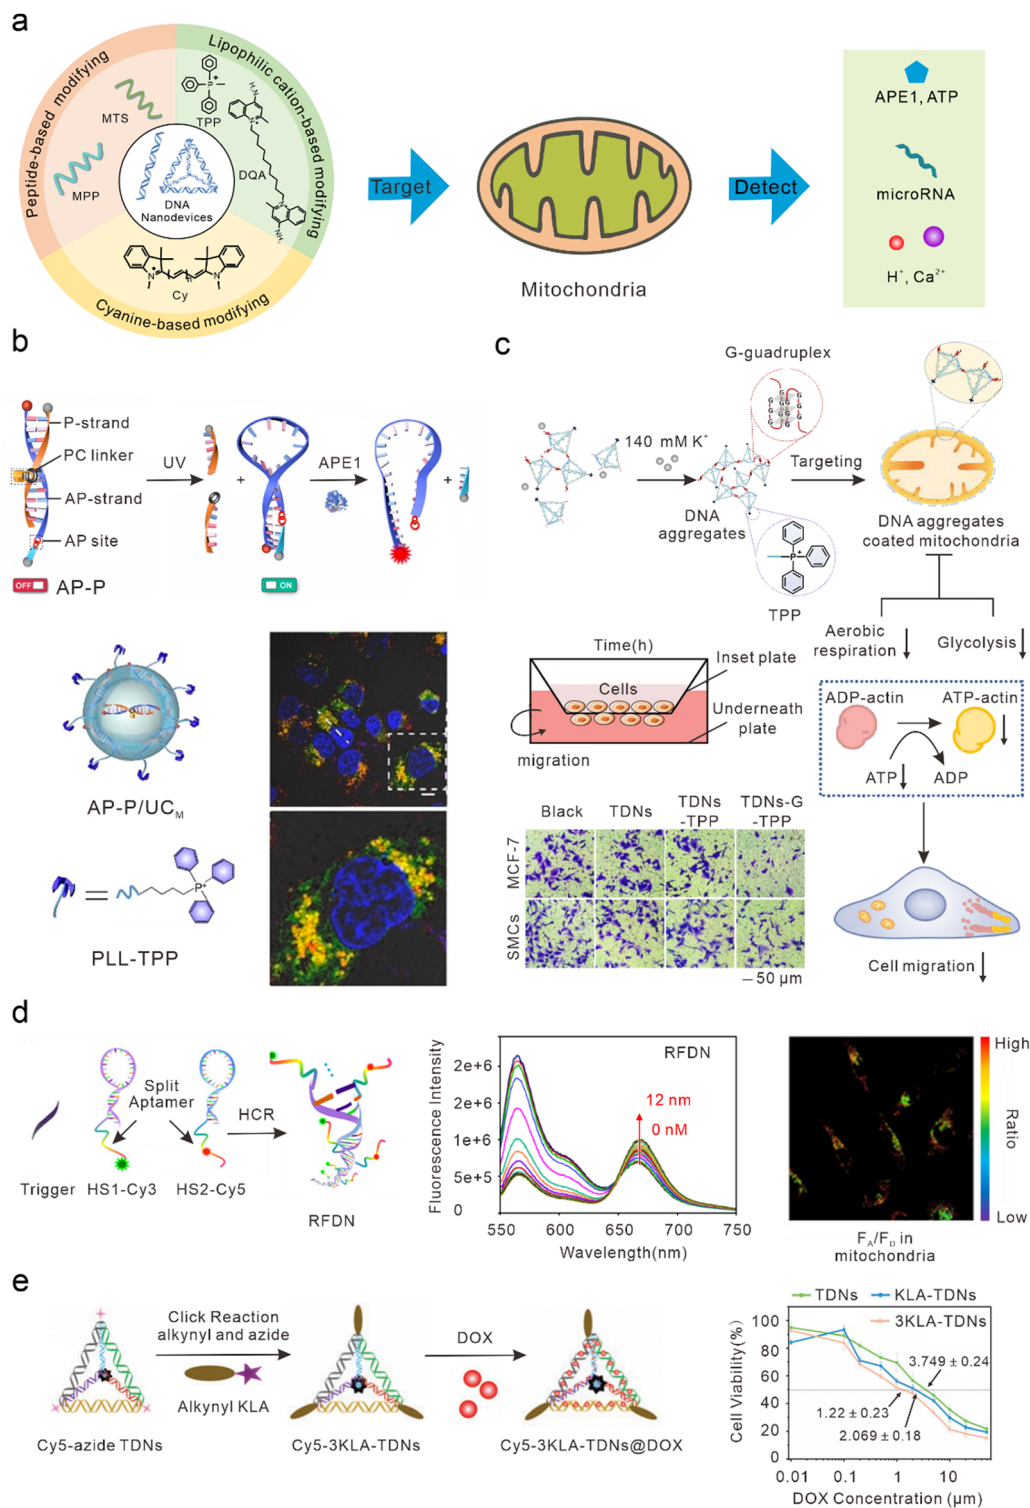 a
Peptide-based modifying
Lipophilic cation-based modifying
Cyanine-based modifying
MTS
MPP
TPP
DQA
H₂N
P
+
N
Cy
n
DNA
Nanodevices
Target
Mitochondria
Detect
APE1, ATP
microRNA
H⁺, Ca²⁺
b
P-strand
PC linker
AP-strand
AP site
OFF
AP-P
UV
+
ON
APE1
+
AP-P/UC_M
PLL-TPP
P⁺
c
G-guadruplex
140 mM K⁺
DNA
aggregates
Targeting
P
+
TPP
DNA aggregates
coated mitochondria
Aerobic
respiration
Glycolysis
ADP-actin
ATP-actin
ATP
ADP
Cell migration
Time(h)
Cells
Inset plate
Underneath
plate
migration
Black
TDNs
TDNs
-TPP
TDNs-G
-TPP
MCF-7
SMCs
50 μm
d
Trigger
HS1-Cy3
HS2-Cy5
Split
Aptamer
HCR
RFDN
Fluorescence Intensity
2e+6
2e+6
1e+6
5e+5
0
550
600
650
700
750
Wavelength(nm)
RFDN
12 nm
0 nM
High
Ratio
Low
F_A/F_D in
mitochondria
e
Cy5-azide TDNs
Click Reaction
alkynyl and azide
Alkynyl KLA
Cy5-3KLA-TDNs
DOX
Cy5-3KLA-TDNs@DOX
TDNs
KLA-TDNs
3KLA-TDNs
Cell Viability(%)
100
80
60
40
20
0
3.749 ± 0.24
1.22 ± 0.23
2.069 ± 0.18
0.01
0.1
1
10
DOX Concentration (μm)